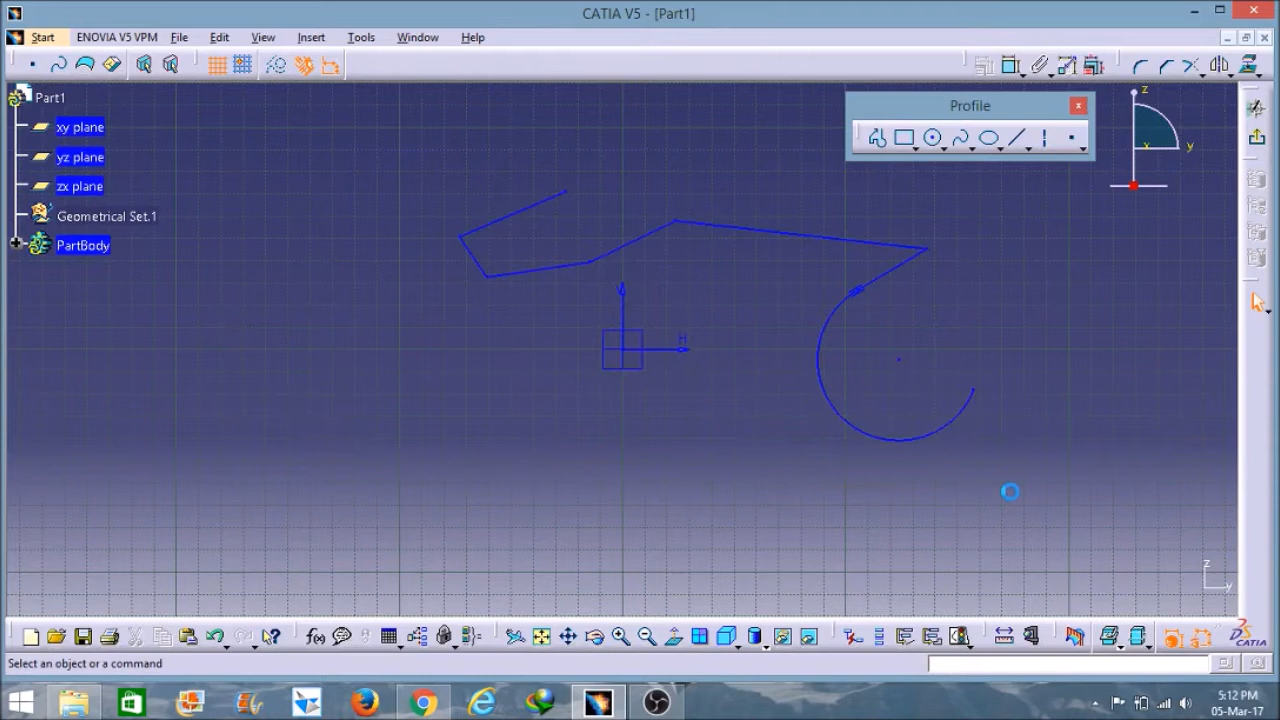 CATIA V5 - [Part1]
Start ENOVIA V5 VPM File Edit View Insert Tools Window Help
Part1
xy plane
yz plane
zx plane
Geometrical Set.1
PartBody
Profile
z
x
y
H
z
y
f(x)
CATIA
Select an object or a command
5:12 PM
05-Mar-17